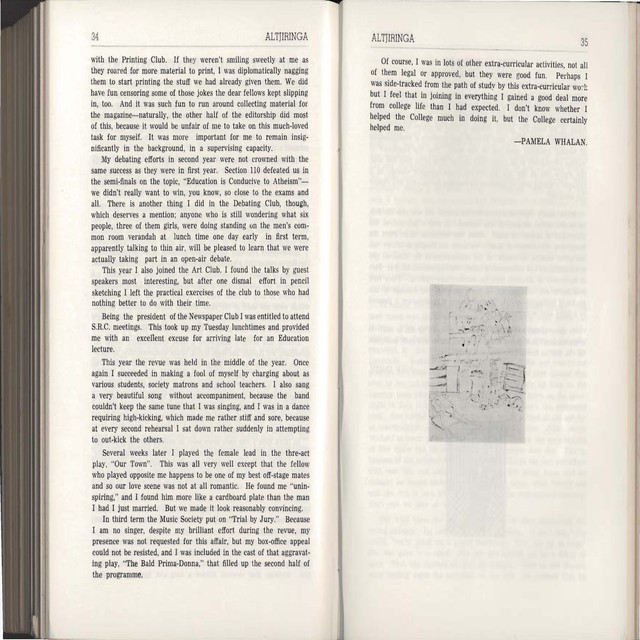 34
ALTJIRINGA
with the Printing Club. If they weren't smiling sweetly at me as
they roared for more material to print, I was diplomatically nagging
them to start printing the stuff we had already given them. We did
have fun censoring some of those jokes the dear fellows kept slipping
in, too. And it was such fun to run around collecting material for
the magazine—naturally, the other half of the editorship did most
of this, because it would be unfair of me to take on this much-loved
task for myself. It was more important for me to remain insig-
nificantly in the background, in a supervising capacity.
My debating efforts in second year were not crowned with the
same success as they were in first year. Section 110 defeated us in
the semi-finals on the topic, "Education is Conducive to Atheism"—
we didn't really want to win, you know, so close to the exams and
all. There is another thing I did in the Debating Club, though,
which deserves a mention; anyone who is still wondering what six
people, three of them girls, were doing standing on the men's com-
mon room verandah at lunch time one day early in first term,
apparently talking to thin air, will be pleased to learn that we were
actually taking part in an open-air debate.
This year I also joined the Art Club. I found the talks by guest
speakers most interesting, but after one dismal effort in pencil
sketching I left the practical exercises of the club to those who had
nothing better to do with their time.
Being the president of the Newspaper Club I was entitled to attend
S.R.C. meetings. This took up my Tuesday lunchtimes and provided
me with an excellent excuse for arriving late for an Education
lecture.
This year the revue was held in the middle of the year. Once
again I succeeded in making a fool of myself by charging about as
various students, society matrons and school teachers. I also sang
a very beautiful song without accompaniment, because the band
couldn't keep the same tune that I was singing, and I was in a dance
requiring high-kicking, which made me rather stiff and sore, because
at every second rehearsal I sat down rather suddenly in attempting
to out-kick the others.
Several weeks later I played the female lead in the thre-act
play, "Our Town". This was all very well except that the fellow
who played opposite me happens to be one of my best off-stage mates
and so our love scene was not at all romantic. He found me "unin-
spiring," and I found him more like a cardboard plate than the man
I had I just married. But we made it look reasonably convincing.
In third term the Music Society put on "Trial by Jury." Because
I am no singer, despite my brilliant effort during the revue, my
presence was not requested for this affair, but my box-office appeal
could not be resisted, and I was included in the cast of that aggravat-
ing play, "The Bald Prima-Donna," that filled up the second half of
the programme.
ALTJIRINGA
35
Of course, I was in lots of other extra-curricular activities, not all
of them legal or approved, but they were good fun. Perhaps I
was side-tracked from the path of study by this extra-curricular work
but I feel that in joining in everything I gained a good deal more
from college life than I had expected. I don't know whether I
helped the College much in doing it, but the College certainly
helped me.
—PAMELA WHALAN.